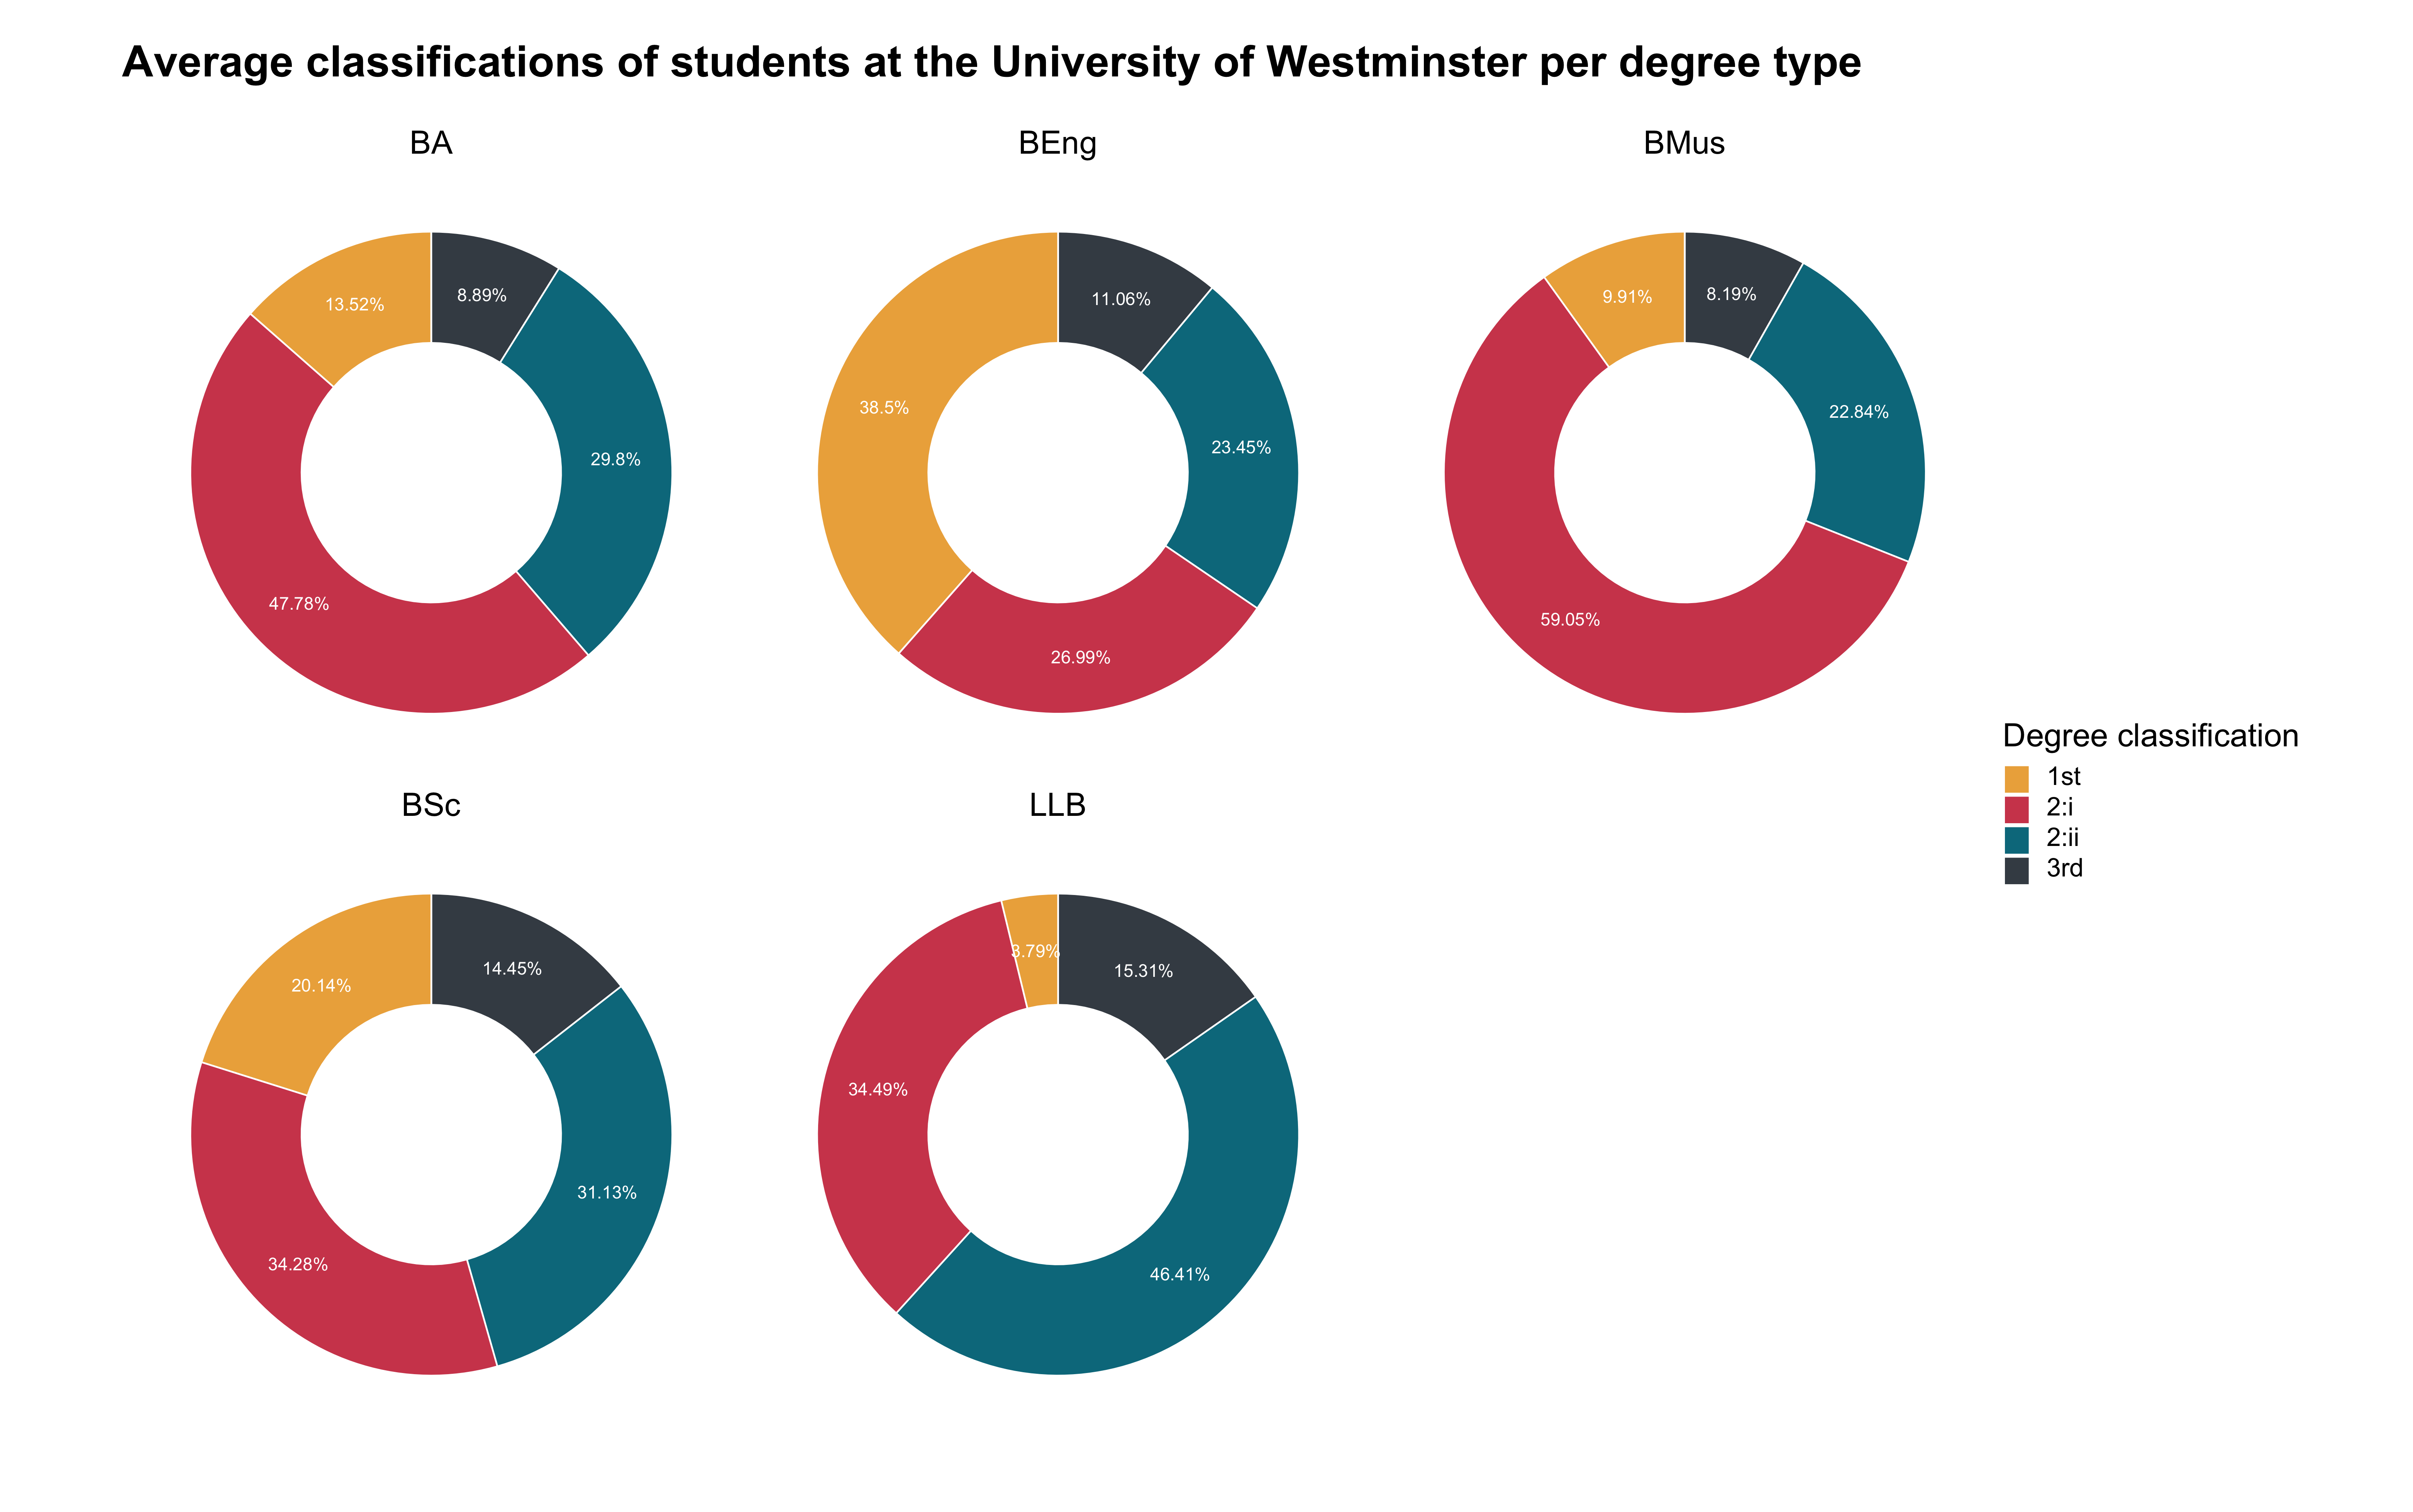 Average classifications of students at the University of Westminster per degree type
BA
BEng
BMus
13.52%
8.89%
29.8%
47.78%
38.5%
11.06%
23.45%
26.99%
9.91%
8.19%
22.84%
59.05%
Degree classification
1st
2:i
2:ii
3rd
BSc
LLB
20.14%
14.45%
31.13%
34.28%
3.79%
15.31%
34.49%
46.41%